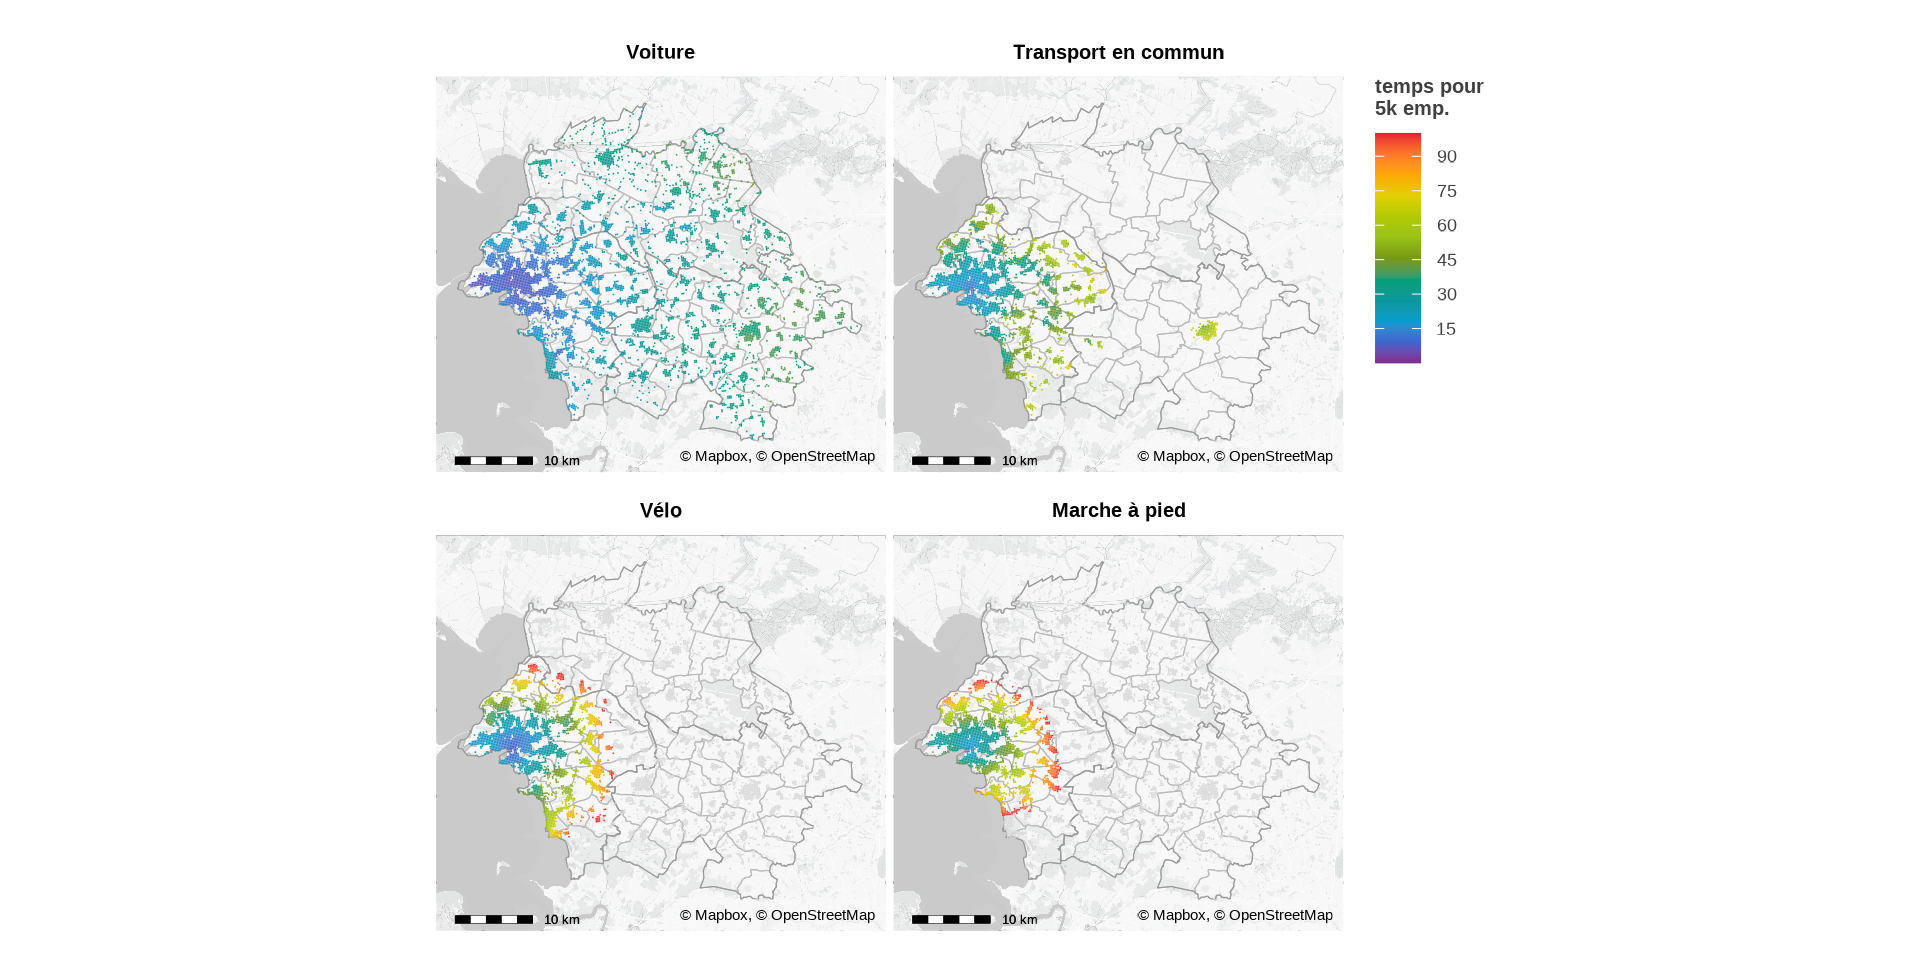 Voiture
Transport en commun
temps pour
5k emp.
90
75
60
45
30
15
10 km
© Mapbox, © OpenStreetMap
10 km
© Mapbox, © OpenStreetMap
Vélo
Marche à pied
10 km
© Mapbox, © OpenStreetMap
10 km
© Mapbox, © OpenStreetMap